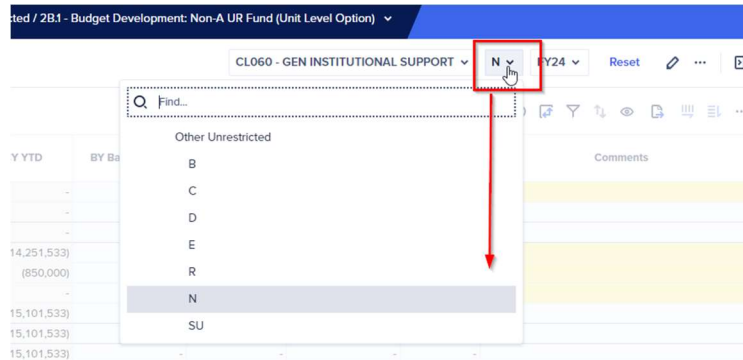 cted / 2B.1 - Budget Development: Non-A UR Fund (Unit Level Option)
CL060 - GEN INSTITUTIONAL SUPPORT N FY24 Reset ...
Find...
Other Unrestricted
B
C
D
E
R
N
SU
Y YTD BY Ba Comments
-
-
-
14,251,533)
(850,000)
-
15,101,533)
15,101,533)
15,101,533) - - - -